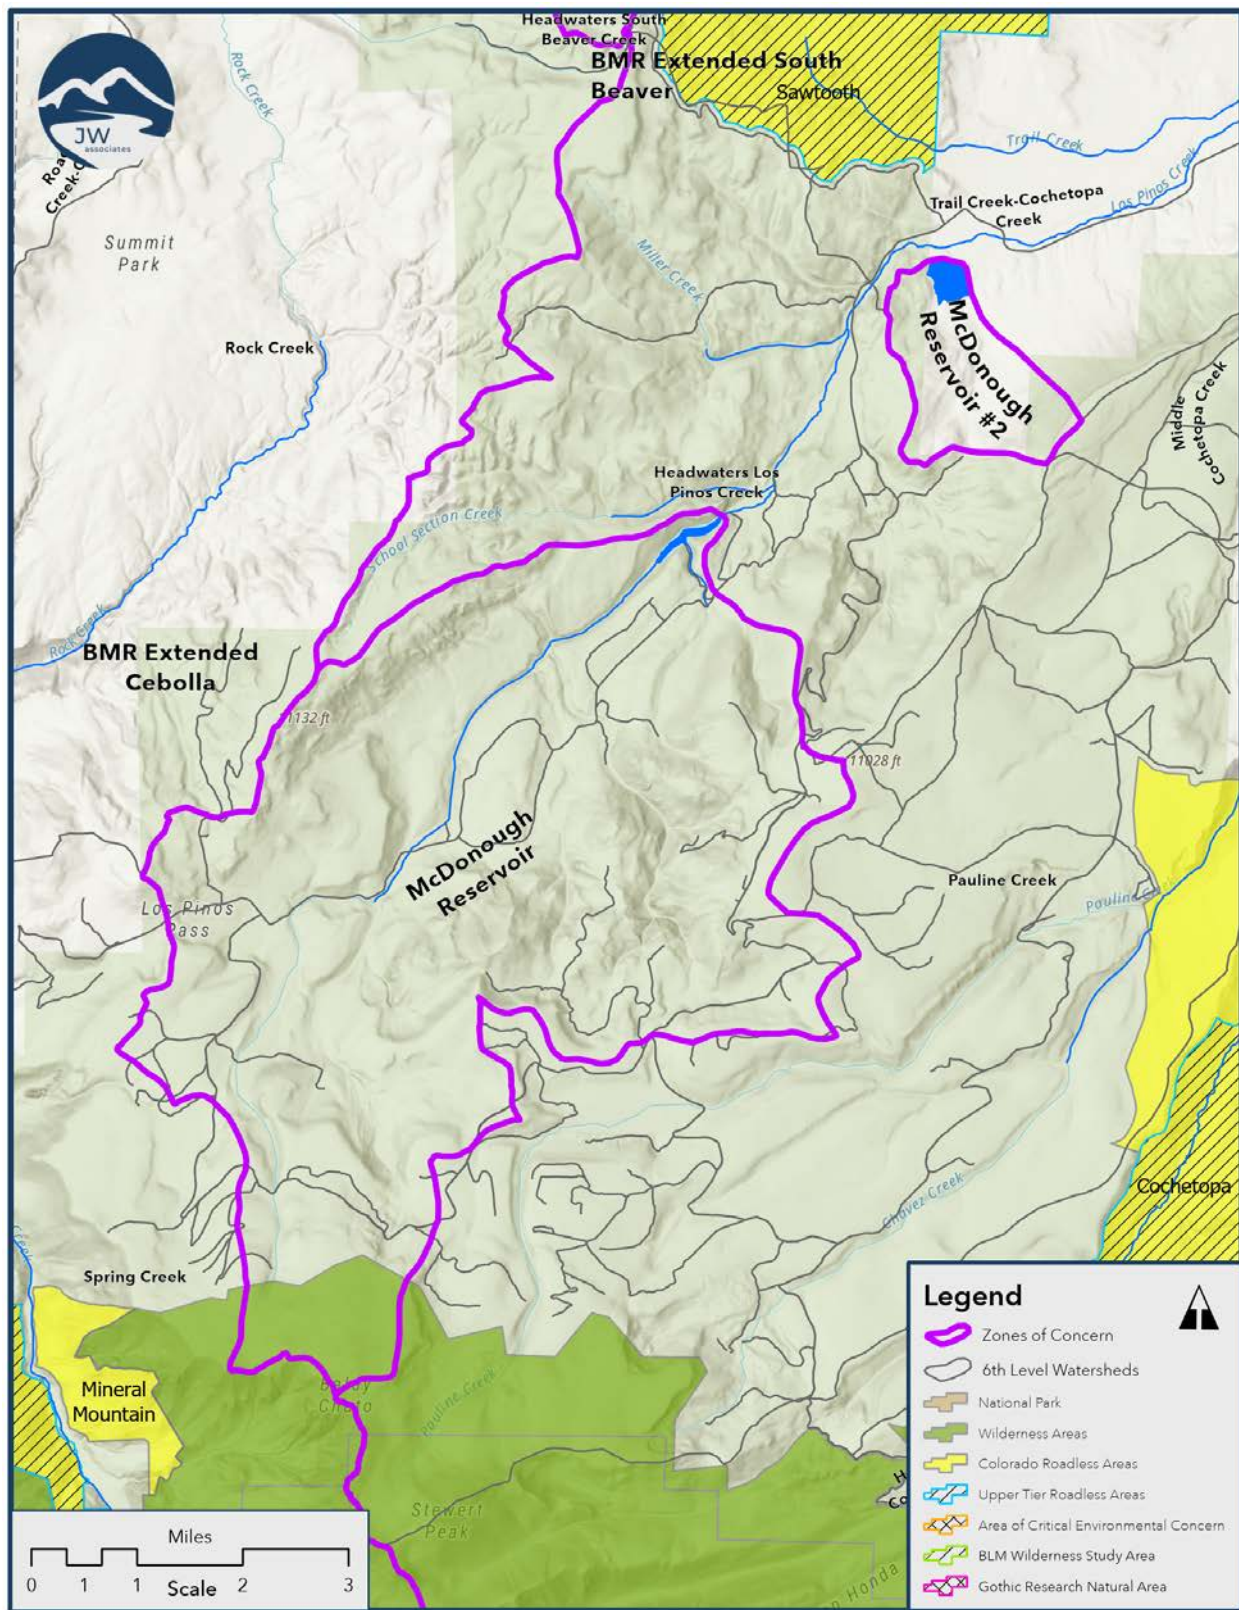 Headwaters South
Beaver Creek
BMR Extended South
Beaver
Sawtooth
JW
associates
Rock Creek
Trail Creek
Los Pinos Creek
Trail Creek-Cochetopa
Creek
Summit
Park
Miller Creek
Rock Creek
McDonough
Reservoir #2
Middle
Cochetopa Creek
Headwaters Los
Pinos Creek
School Section Creek
Rock Creek
BMR Extended
Cebolla
11132 ft
11028 ft
McDonough
Reservoir
Pauline Creek
Pauline Creek
Los Pinos
Pass
Chavez Creek
Cochetopa
Creek
Spring Creek
Mineral
Mountain
Baldy
Chato
Pauline Creek
Stewert
Peak
Honda
Legend
Zones of Concern
6th Level Watersheds
National Park
Wilderness Areas
Colorado Roadless Areas
Upper Tier Roadless Areas
Area of Critical Environmental Concern
BLM Wilderness Study Area
Gothic Research Natural Area
Miles
0 1 1 2 3
Scale